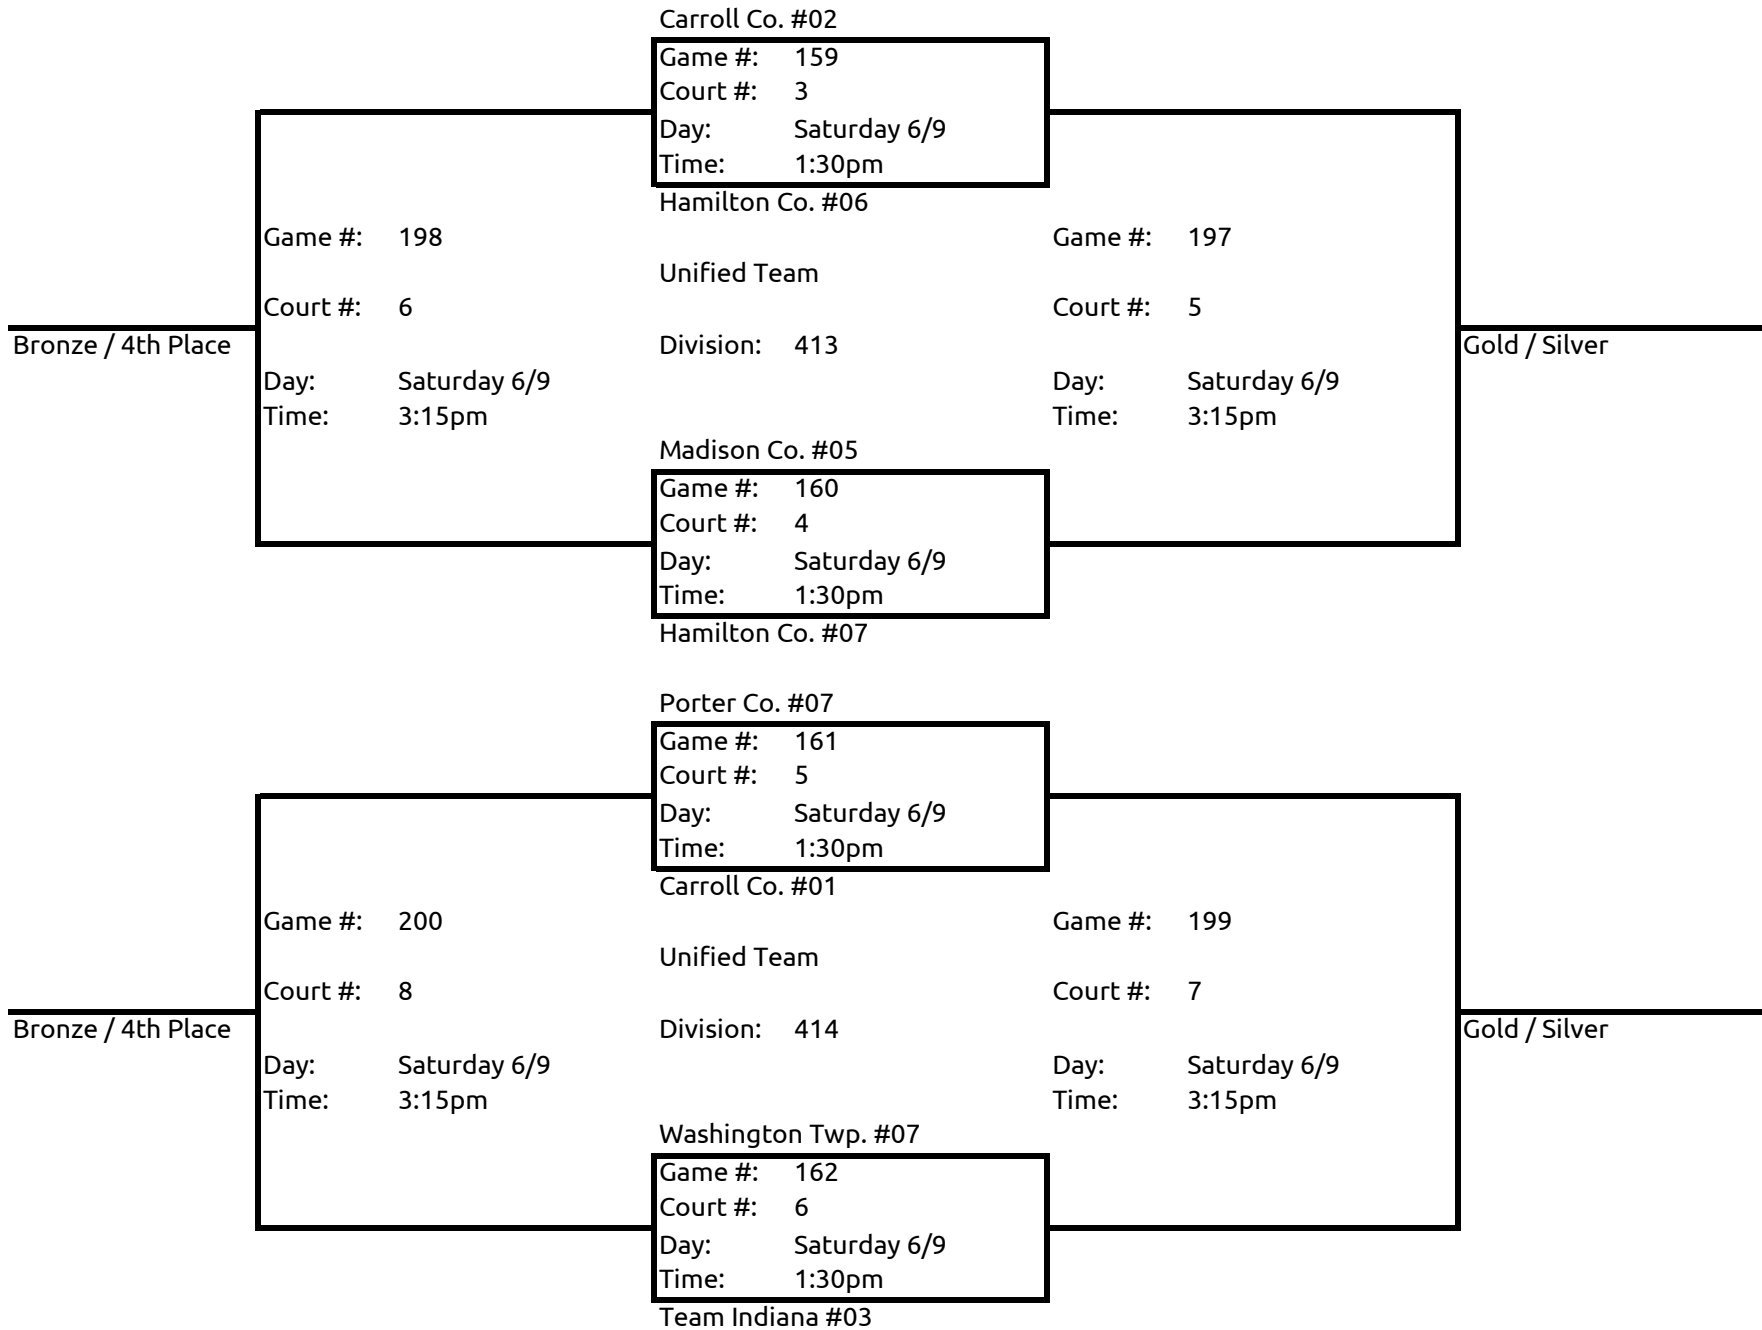 Carroll Co. #02
Game #: 159
Court #: 3
Day: Saturday 6/9
Time: 1:30pm
Hamilton Co. #06
Game #: 198
Court #: 6
Day: Saturday 6/9
Time: 3:15pm
Bronze / 4th Place
Unified Team
Division: 413
Game #: 197
Court #: 5
Day: Saturday 6/9
Time: 3:15pm
Gold / Silver
Madison Co. #05
Game #: 160
Court #: 4
Day: Saturday 6/9
Time: 1:30pm
Hamilton Co. #07
Porter Co. #07
Game #: 161
Court #: 5
Day: Saturday 6/9
Time: 1:30pm
Carroll Co. #01
Game #: 200
Court #: 8
Day: Saturday 6/9
Time: 3:15pm
Bronze / 4th Place
Unified Team
Division: 414
Game #: 199
Court #: 7
Day: Saturday 6/9
Time: 3:15pm
Gold / Silver
Washington Twp. #07
Game #: 162
Court #: 6
Day: Saturday 6/9
Time: 1:30pm
Team Indiana #03